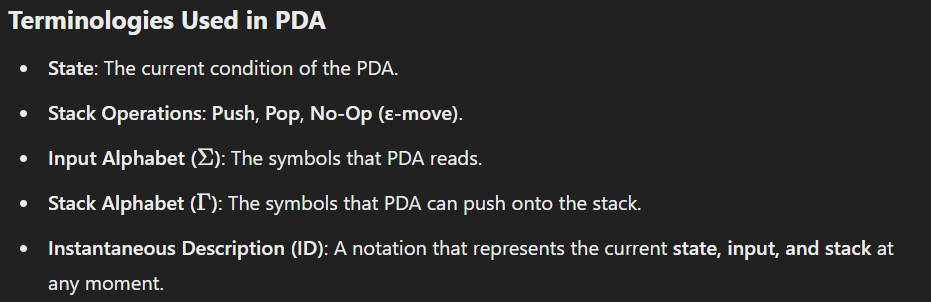 Terminologies Used in PDA
• State: The current condition of the PDA.
• Stack Operations: Push, Pop, No-Op (ε-move).
• Input Alphabet (Σ): The symbols that PDA reads.
• Stack Alphabet (Γ): The symbols that PDA can push onto the stack.
• Instantaneous Description (ID): A notation that represents the current state, input, and stack at
any moment.